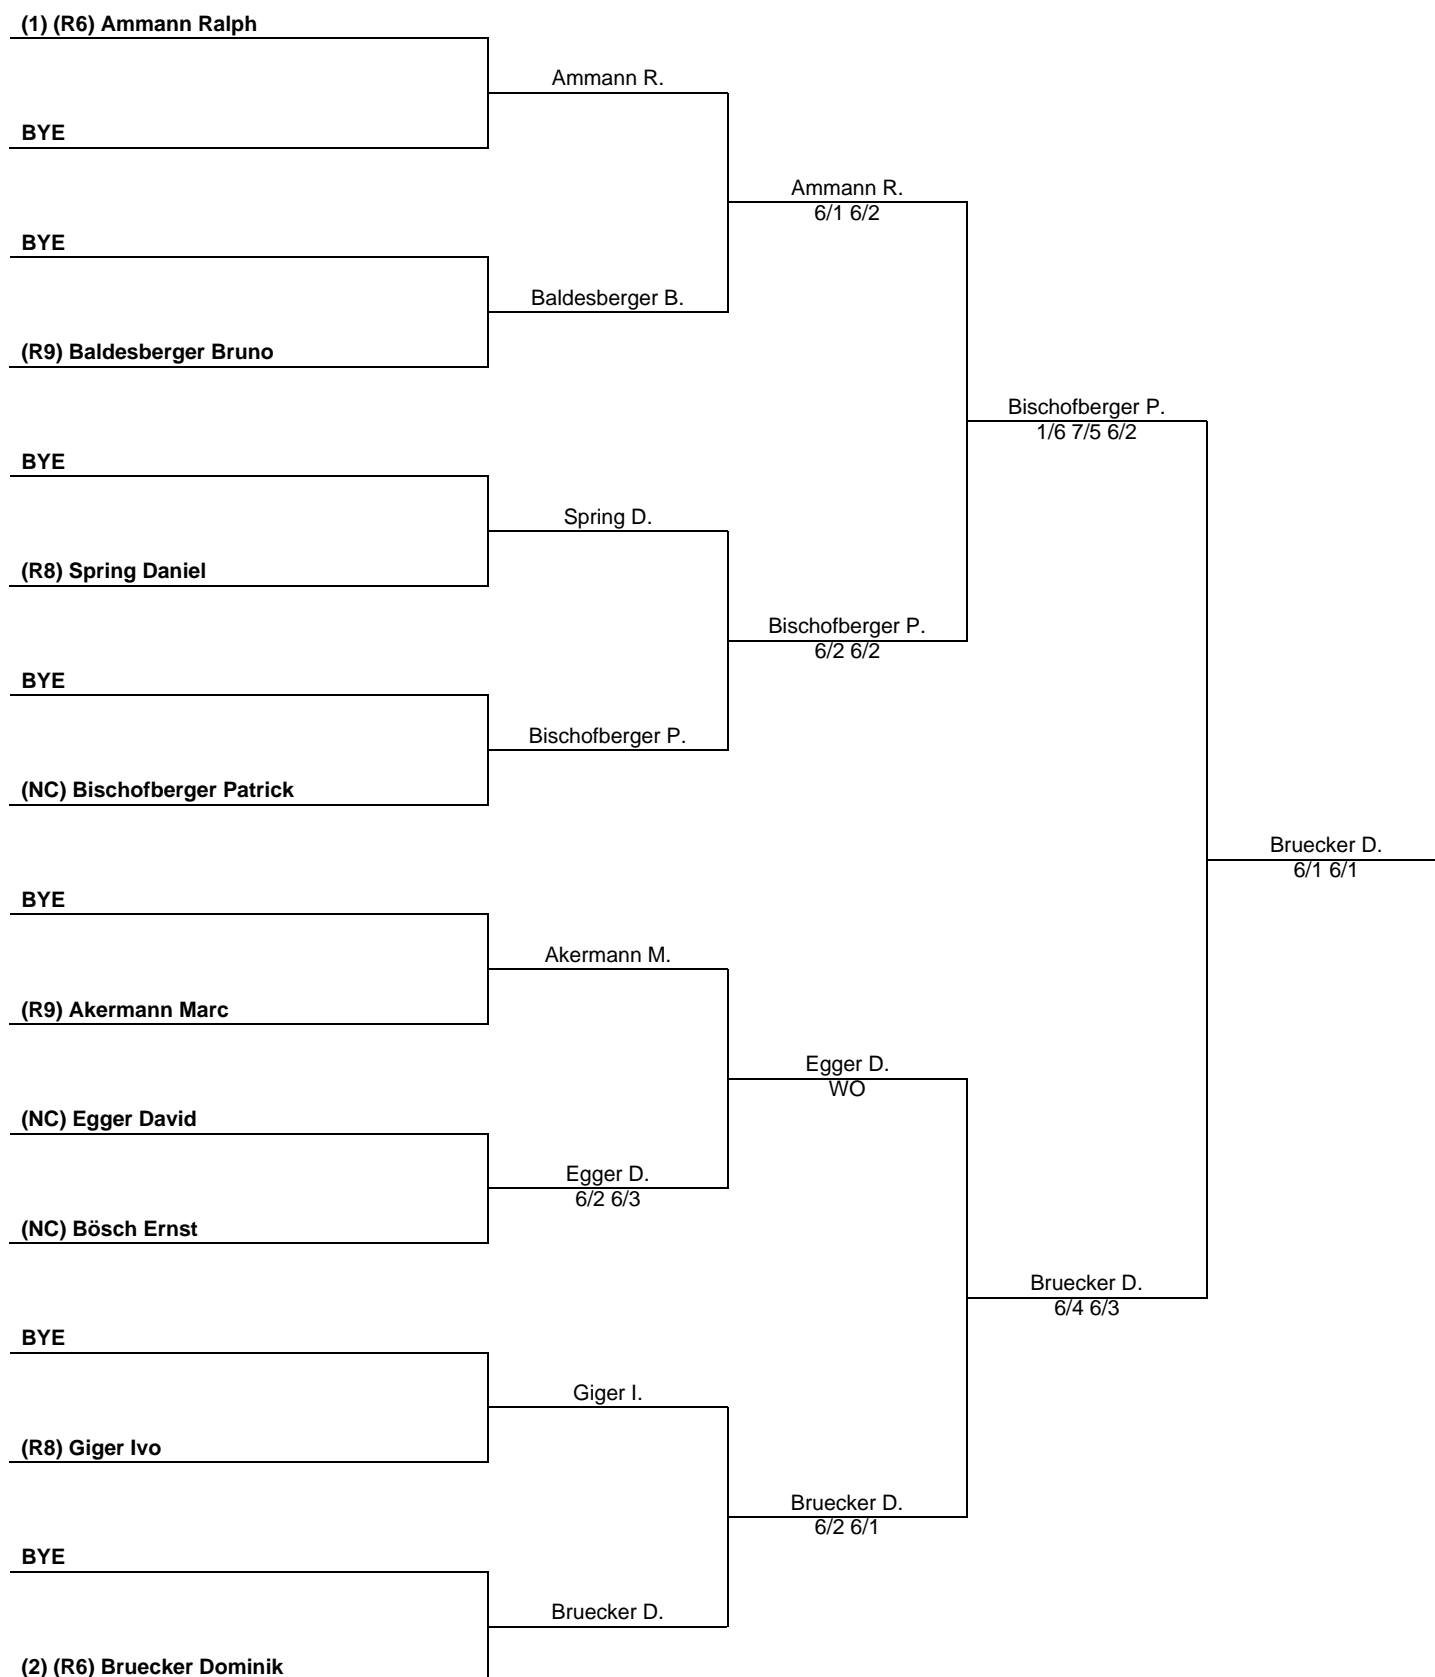 (1) (R6) Ammann Ralph
Ammann R.
BYE
Ammann R.
6/1 6/2
BYE
Baldesberger B.
(R9) Baldesberger Bruno
Bischofberger P.
1/6 7/5 6/2
BYE
Spring D.
(R8) Spring Daniel
Bischofberger P.
6/2 6/2
BYE
Bischofberger P.
(NC) Bischofberger Patrick
Bruecker D.
6/1 6/1
BYE
Akermann M.
(R9) Akermann Marc
Egger D.
WO
(NC) Egger David
Egger D.
6/2 6/3
(NC) Bösch Ernst
Bruecker D.
6/4 6/3
BYE
Giger I.
(R8) Giger Ivo
Bruecker D.
6/2 6/1
BYE
Bruecker D.
(2) (R6) Bruecker Dominik